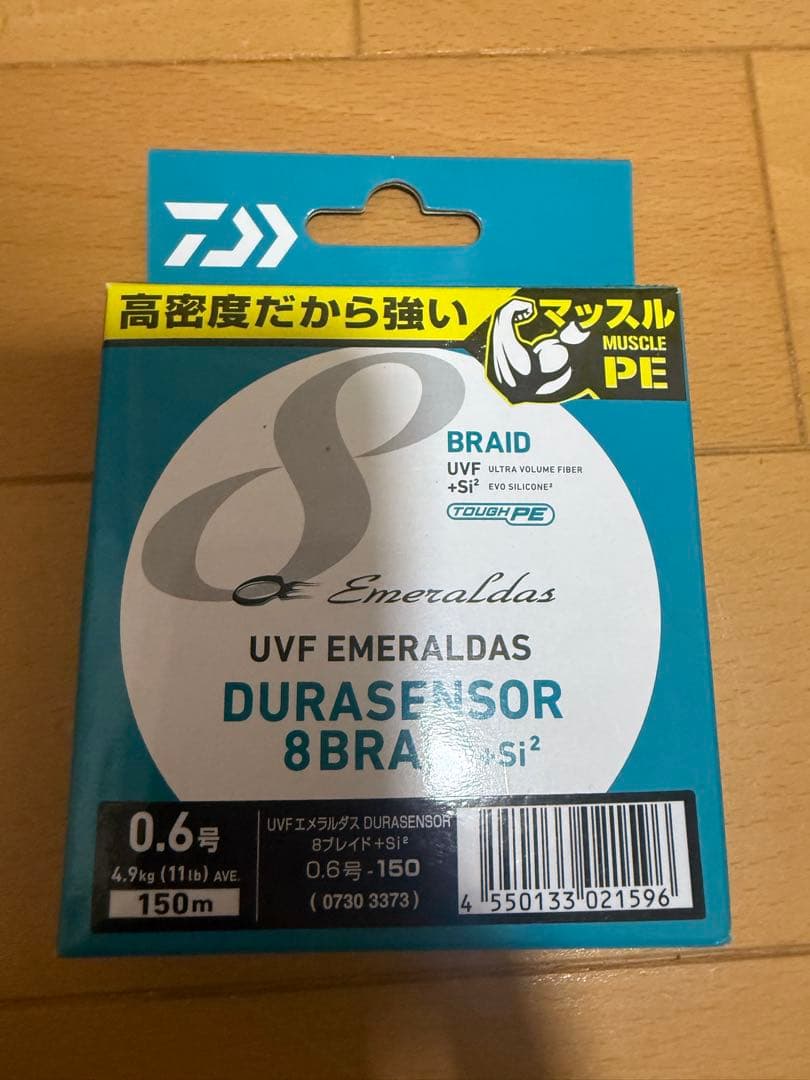 高密度だから強い
マッスル
MUSCLE
PE
8
BRAID
UVF ULTRA VOLUME FIBER
+Si² EVO SILICONE²
TOUGH PE
Emeraldas
UVF EMERALDAS
DURASENSOR
8BRA +Si²
0.6号
4.9kg (11lb) AVE.
150m
UVFエメラルダス DURASENSOR
8ブレイド+Si²
0.6号-150
(0730 3373)
4 550133 021596